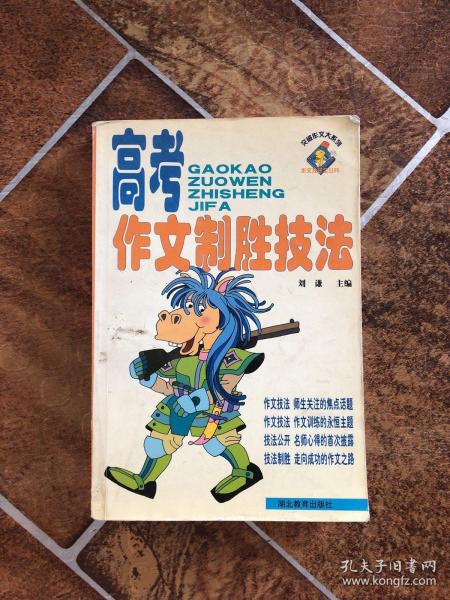 高考
GAOKAO
ZUOWEN
ZHISHENG
JIFA
作文制胜技法
刘谦 主编
作文技法 师生关注的焦点话题
作文技法 作文训练的永恒主题
技法公开 名师心得的首次披露
技法制胜 走向成功的作文之路
湖北教育出版社
孔夫子旧书网
www.kongfz.com